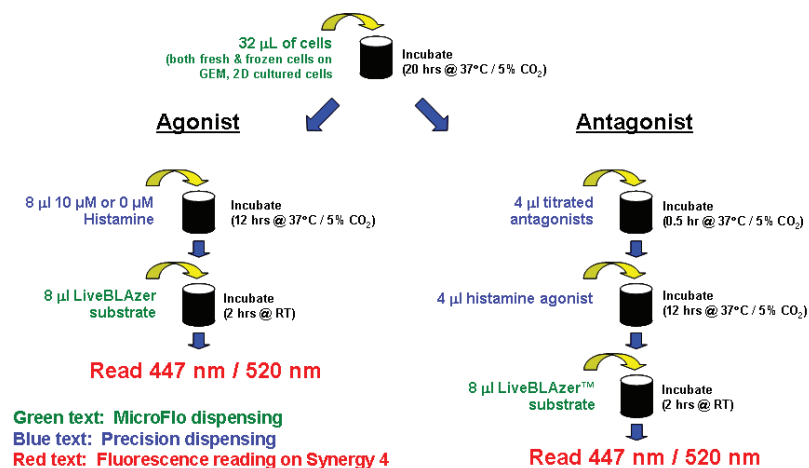 32 µL of cells
(both fresh & frozen cells on
GEM, 2D cultured cells
Incubate
(20 hrs @ 37°C / 5% CO₂)
Agonist
8 µl 10 µM or 0 µM
Histamine
Incubate
(12 hrs @ 37°C / 5% CO₂)
8 µl LiveBLAzer
substrate
Incubate
(2 hrs @ RT)
Read 447 nm / 520 nm
Antagonist
4 µl titrated
antagonists
Incubate
(0.5 hr @ 37°C / 5% CO₂)
4 µl histamine agonist
Incubate
(12 hrs @ 37°C / 5% CO₂)
8 µl LiveBLAzer™
substrate
Incubate
(2 hrs @ RT)
Read 447 nm / 520 nm
Green text: MicroFlo dispensing
Blue text: Precision dispensing
Red text: Fluorescence reading on Synergy 4